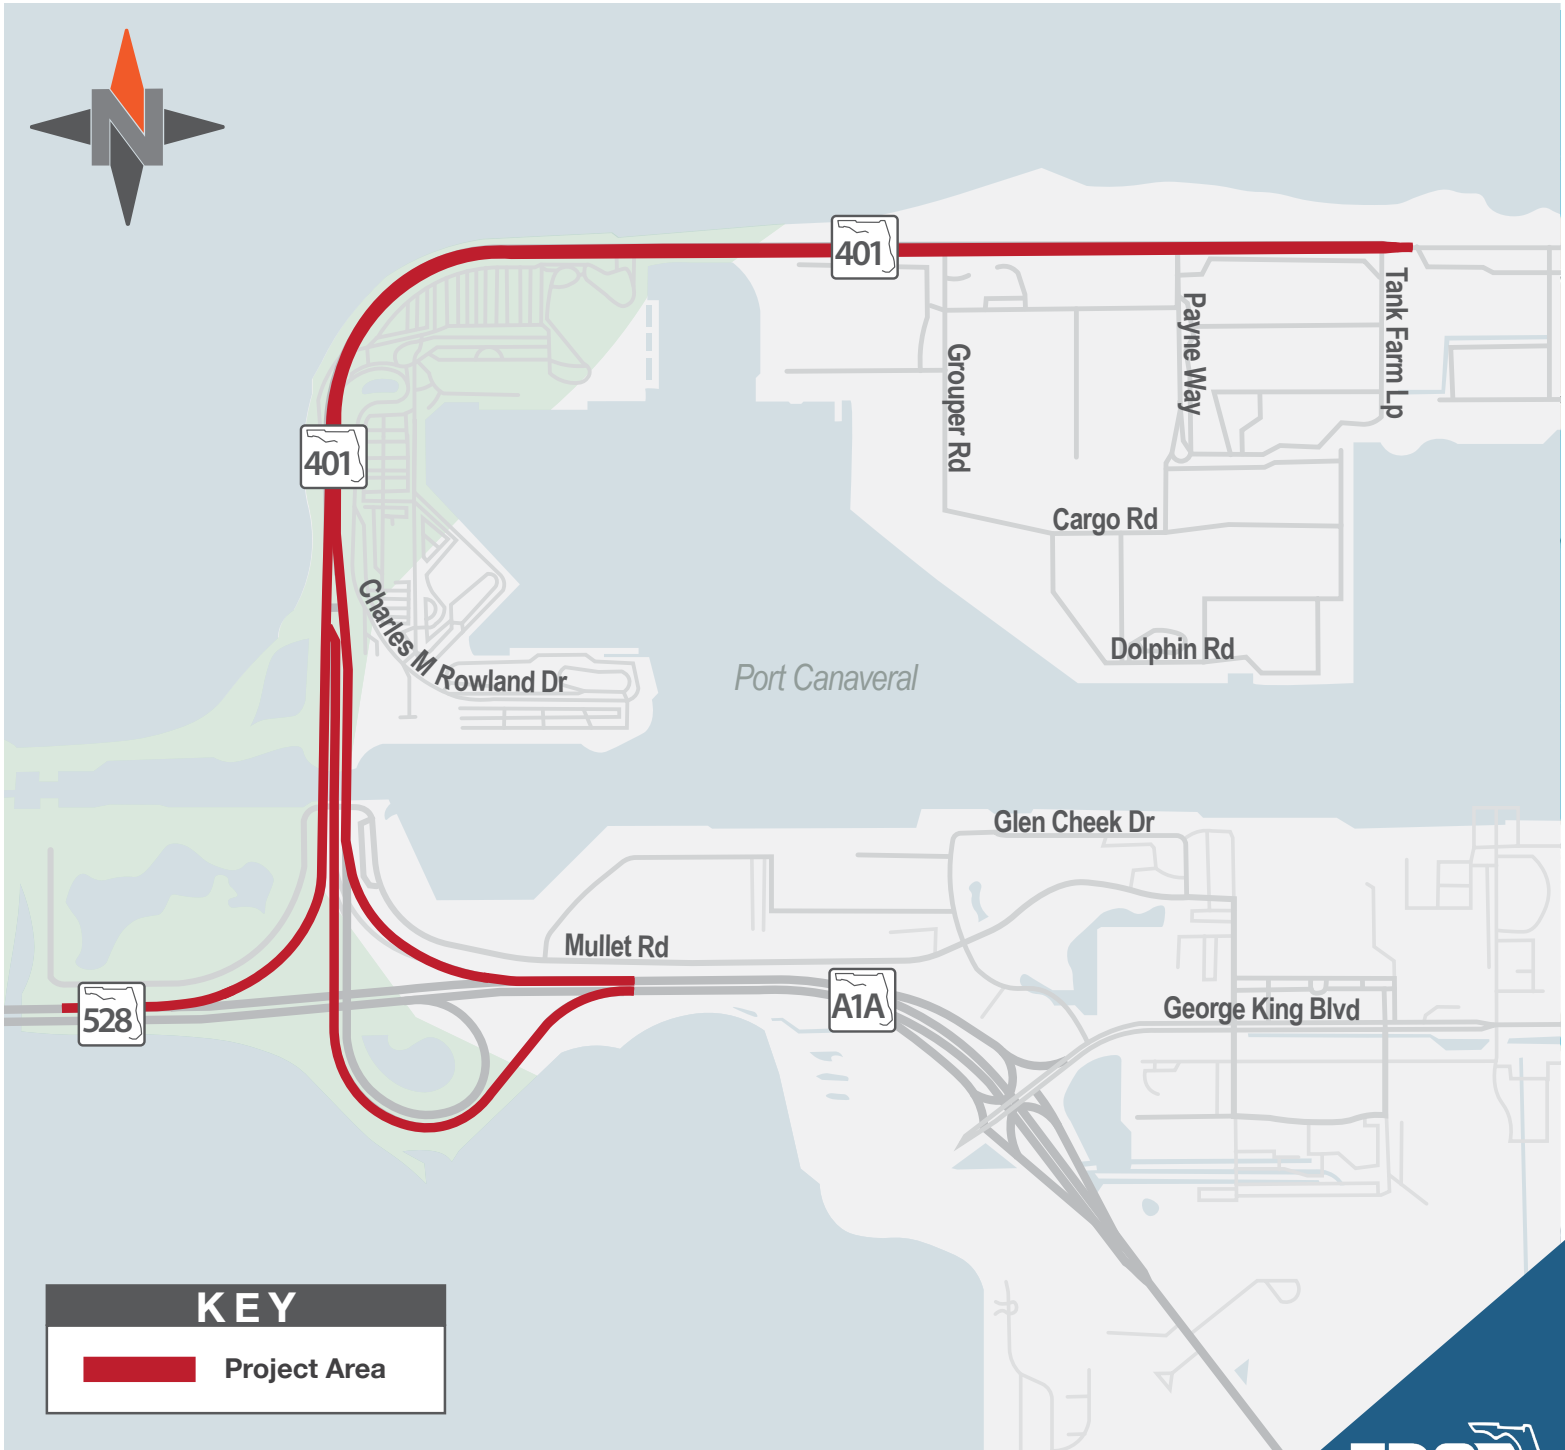 N
401
Tank Farm Lp
Payne Way
Grouper Rd
401
Cargo Rd
Charles M Rowland Dr
Dolphin Rd
Port Canaveral
Glen Cheek Dr
Mullet Rd
528
A1A
George King Blvd
KEY
Project Area